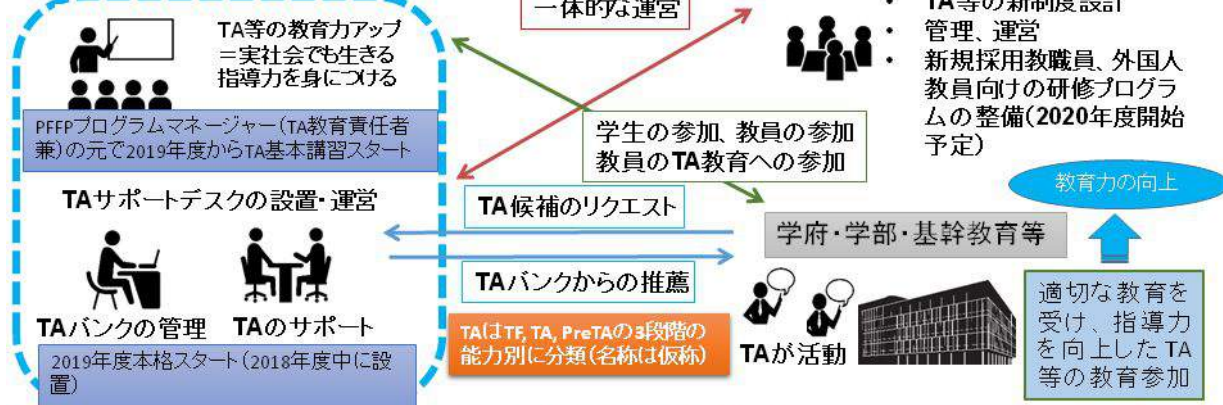 一体的な運営
TA等の教育力アップ
=実社会でも生きる
指導力を身につける
PFFPプログラムマネージャー(TA教育責任者
兼)の元で2019年度からTA基本講習スタート
TAサポートデスクの設置・運営
TAバンクの管理
TAのサポート
2019年度本格スタート(2018年度中に設
置)
・ TA等の新制度設計
・ 管理、運営
・ 新規採用教職員、外国人
教員向けの研修プログラ
ムの整備(2020年度開始
予定)
学生の参加、教員の参加
教員のTA教育への参加
TA候補のリクエスト
TAバンクからの推薦
TAはTF, TA, PreTAの3段階の
能力別に分類(名称は仮称)
学府・学部・基幹教育等
TAが活動
教育力の向上
適切な教育を
受け、指導力
を向上したTA
等の教育参加